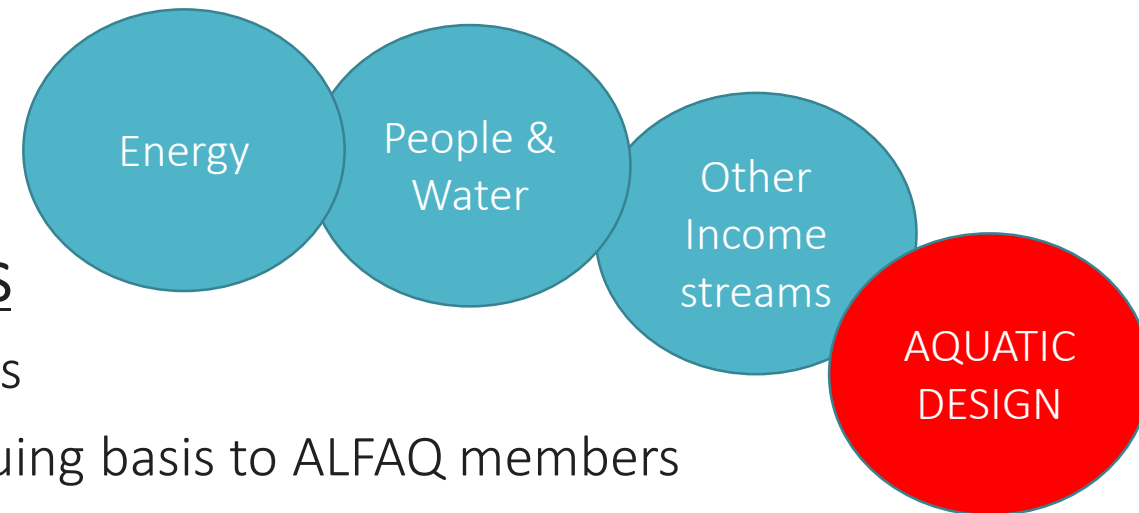 Energy
People &
Water
Other
Income
streams
AQUATIC
DESIGN
s
s
uing basis to ALFAQ members